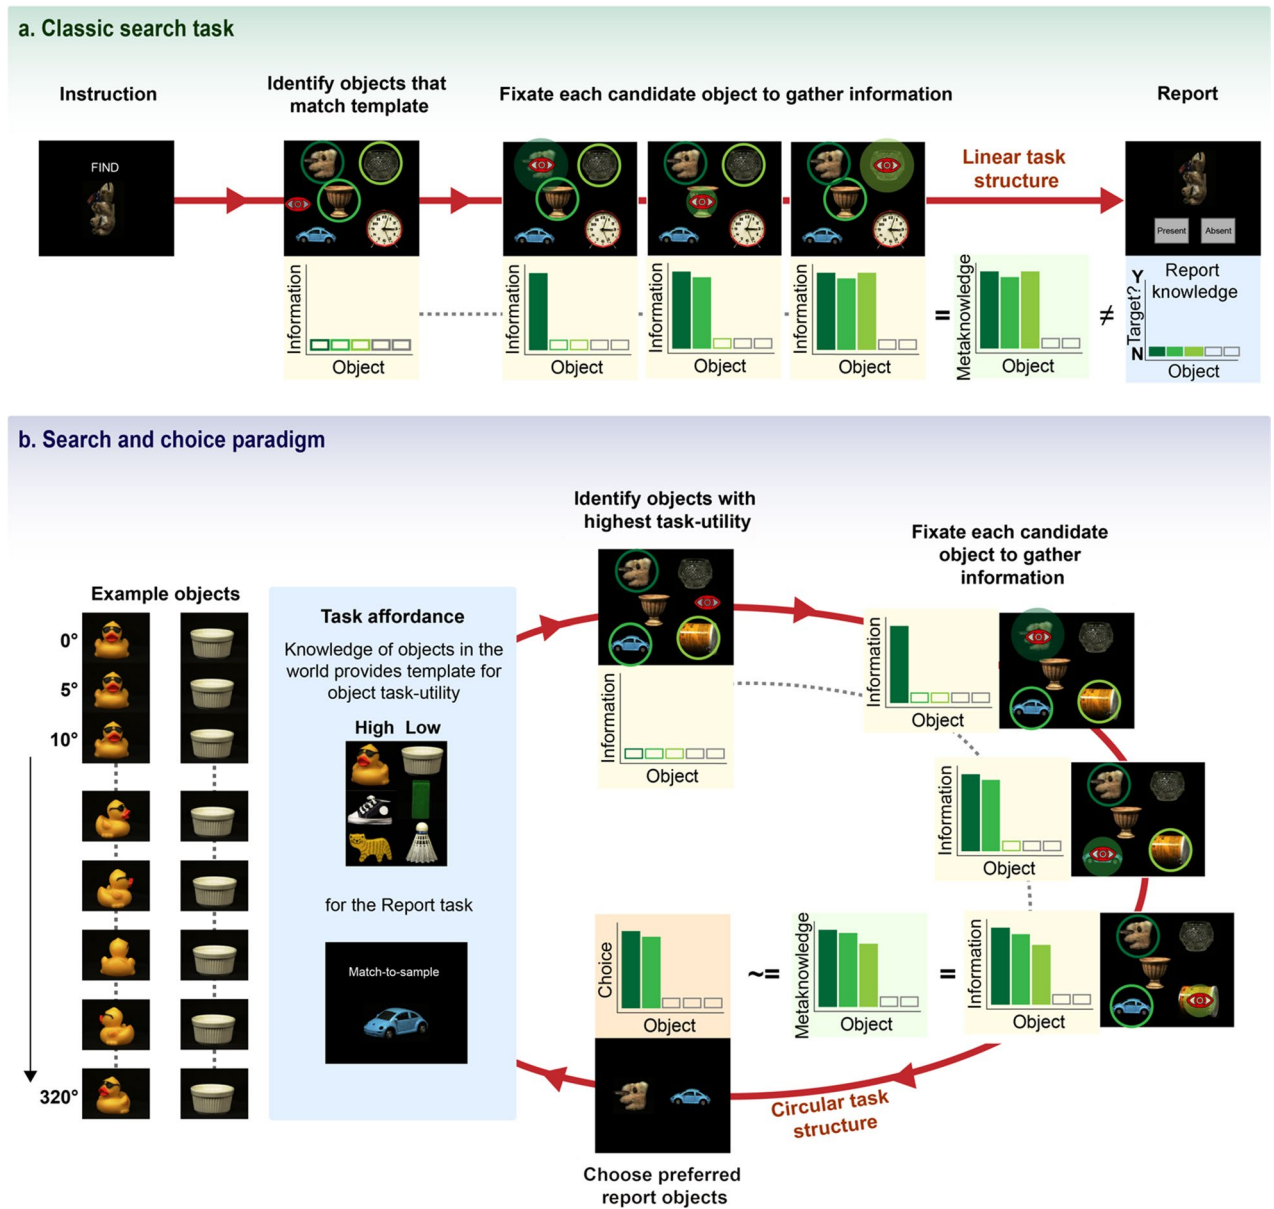 a. Classic search task
Instruction
Identify objects that
match template
Fixate each candidate object to gather information
Report
FIND
Linear task
structure
Present
Absent
Information
Object
Information
Object
Information
Object
Information
Object
=
Metaknowledge
Object
≠
Y
Target?
N
Report
knowledge
Object
b. Search and choice paradigm
Identify objects with
highest task-utility
Fixate each candidate
object to gather
information
Example objects
0°
5°
10°
320°
Task affordance
Knowledge of objects in the
world provides template for
object task-utility
High Low
for the Report task
Match-to-sample
Information
Object
Information
Object
Information
Object
Information
Object
=
Metaknowledge
Object
~=
Choice
Object
Circular task
structure
Choose preferred
report objects